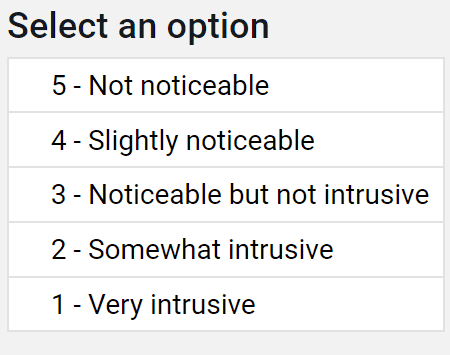 Select an option
5 - Not noticeable
4 - Slightly noticeable
3 - Noticeable but not intrusive
2 - Somewhat intrusive
1 - Very intrusive